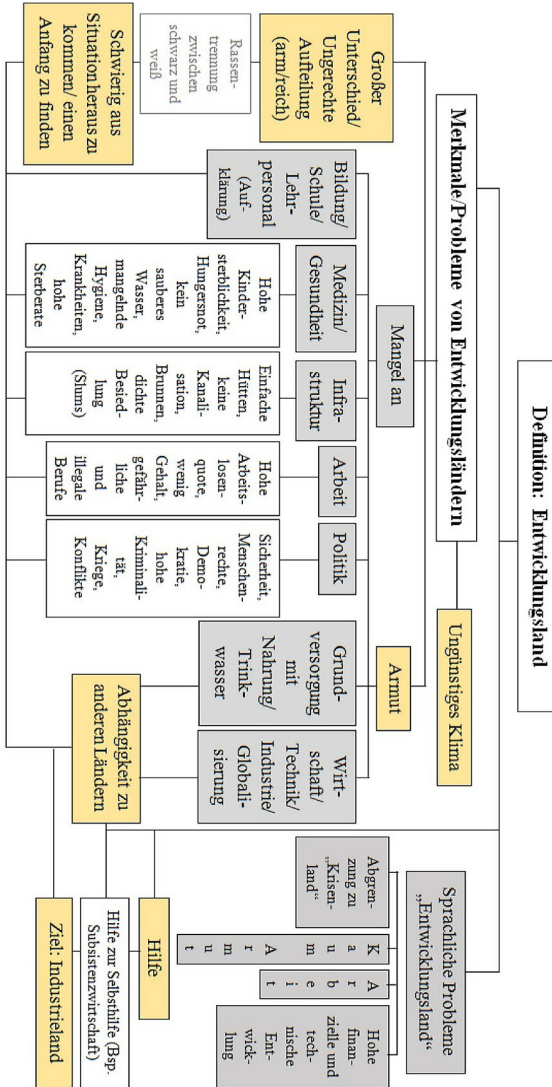 Definition: Entwicklungsland
Merkmale/Probleme von Entwicklungsländern
Ungünstiges Klima
Sprachliche Probleme
„Entwicklungsland“
Großer
Unterschied/
Ungerechte
Aufteilung
(arm/reich)
Rassen-
trennung
zwischen
schwarz und
weiß
Schwierig aus
Situation heraus zu
kommen/ einen
Anfang zu finden
Mangel an
Bildung/
Schule/
Lehr-
personal
(Auf-
klärung)
Medizin/
Gesundheit
Hohe
Kinder-
sterblichkeit,
Hungersnot,
kein
sauberes
Wasser,
mangelnde
Hygiene,
Krankheiten,
hohe
Sterberate
Infra-
struktur
Einfache
Hütten,
keine
Kanali-
sation,
Brunnen,
dichte
Besied-
lung
(Slums)
Arbeit
Hohe
Arbeits-
losen-
quote,
wenig
Gehalt,
gefähr-
liche
und
illegale
Berufe
Politik
Sicherheit,
Menschen-
rechte,
Demo-
kratie,
hohe
Kriminali-
tät,
Kriege,
Konflikte
Armut
Grund-
versorgung
mit
Nahrung/
Trink-
wasser
Wirt-
schaft/
Technik/
Industrie/
Globali-
sierung
Abhängigkeit zu
anderen Ländern
Abgren-
zung zu
„Krisen-
land“
K
a
u
m
A
r
m
u
t
A
r
b
e
i
t
Hohe
finan-
zielle und
tech-
nische
Ent-
wick-
lung
Hilfe
Hilfe zur Selbsthilfe (Bsp.
Subsistenzwirtschaft)
Ziel: Industrieland